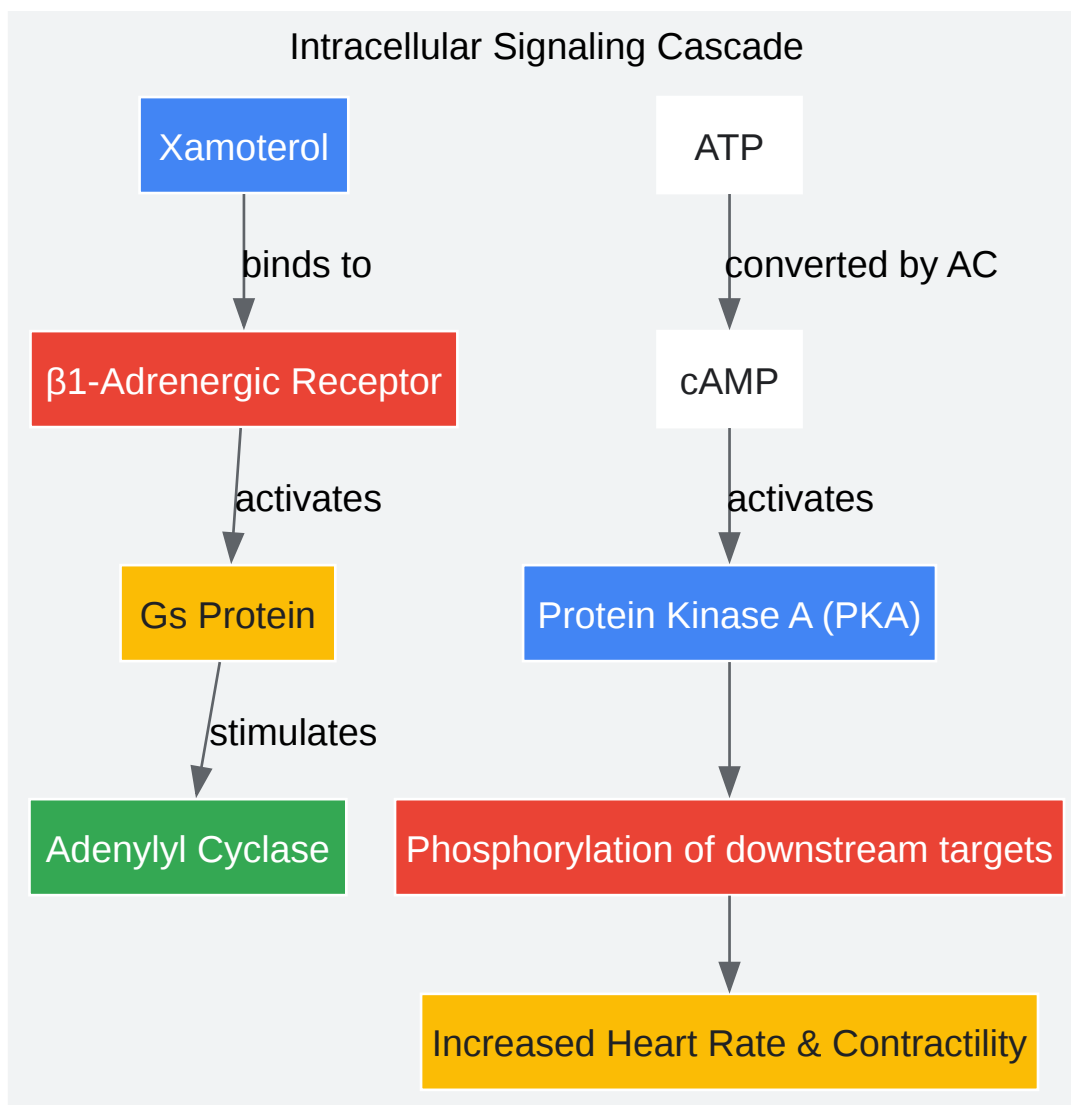 Intracellular Signaling Cascade
Xamoterol
binds to
β1-Adrenergic Receptor
activates
Gs Protein
stimulates
Adenylyl Cyclase
ATP
converted by AC
cAMP
activates
Protein Kinase A (PKA)
Phosphorylation of downstream targets
Increased Heart Rate & Contractility